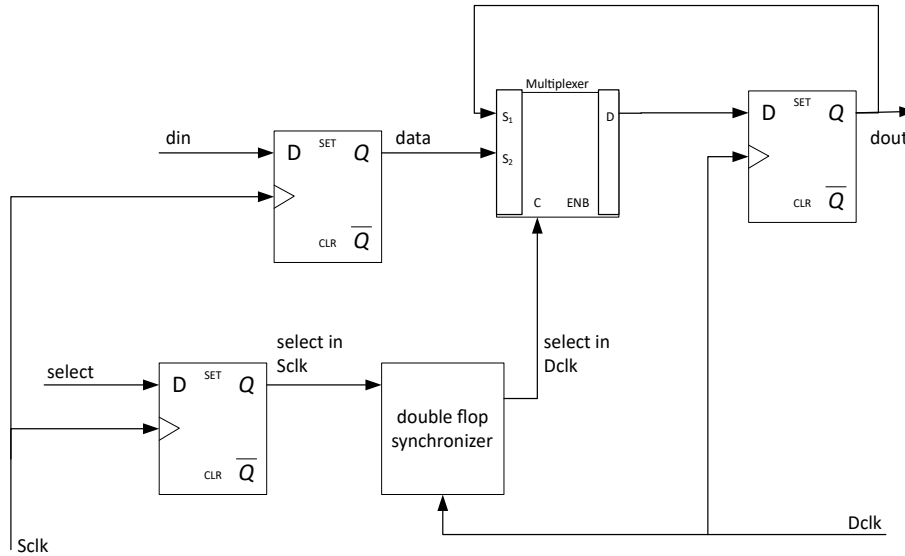 Multiplexer
S1
D
S2
C ENB
din
D SET Q
data
CLR Q
D SET Q
dout
CLR Q
select
D SET Q
select in
Sclk
CLR Q
double flop
synchronizer
select in
Dclk
Sclk
Dclk